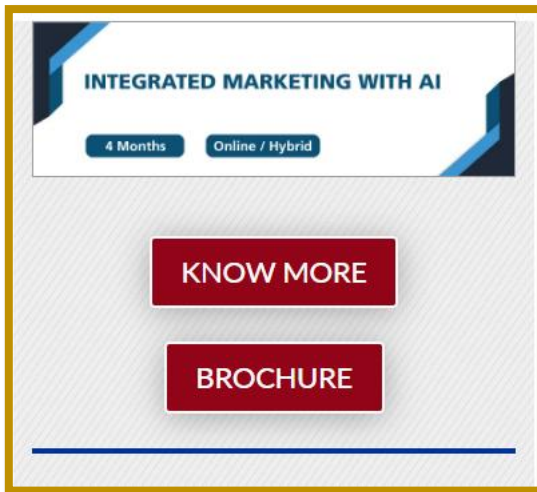 INTEGRATED MARKETING WITH AI
4 Months
Online / Hybrid
KNOW MORE
BROCHURE